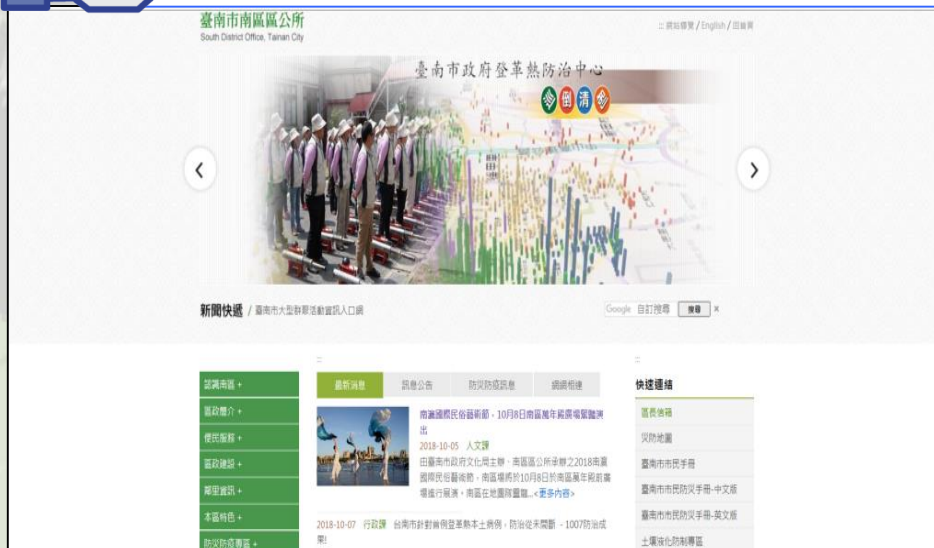 臺南市南區區公所
South District Office, Tainan City
::: 網站導覽 / English / 回首頁
臺南市政府登革熱防治中心
倒 清
新聞快遞 / 臺南市大型群聚活動資訊入口網
Google 自訂搜尋 搜尋 ×
:::
認識南區 +
區政簡介 +
便民服務 +
區政建設 +
鄰里資訊 +
本區特色 +
防災防疫專區 +
最新消息 訊息公告 防災防疫訊息 網網相連
南瀛國際民俗藝術節，10月8日南區萬年殿廣場緊臨演
出
2018-10-05 人文課
由臺南市政府文化局主辦、南區區公所承辦之2018南瀛
國際民俗藝術節，南區場將於10月8日於南區萬年殿前廣
場進行展演，南區在地團隊 ...<更多內容>
2018-10-07 行政課 台南市針對首例登革熱本土病例，防治從未間斷 - 1007防治成
果!
:::
快速連結
區長信箱
災防地圖
臺南市市民手冊
臺南市市民防災手冊-中文版
臺南市市民防災手冊-英文版
土壤液化防制專區